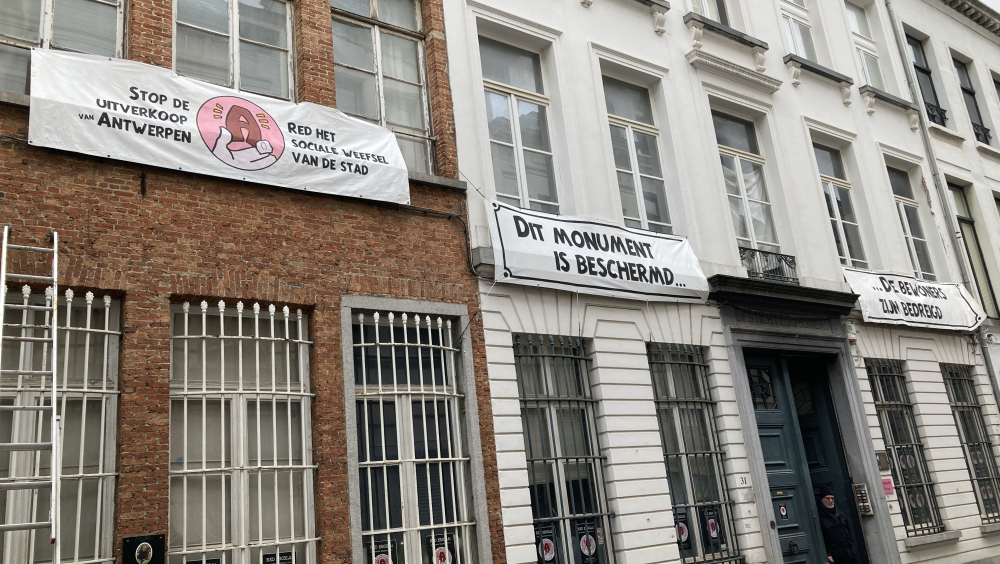 STOP DE
UITVERKOOP
VAN ANTWERPEN
A
RED HET
SOCIALE WEEFSEL
VAN DE STAD
DIT MONUMENT
IS BESCHERMD...
...DE BEWONERS
ZIJN BEDREIGD
31